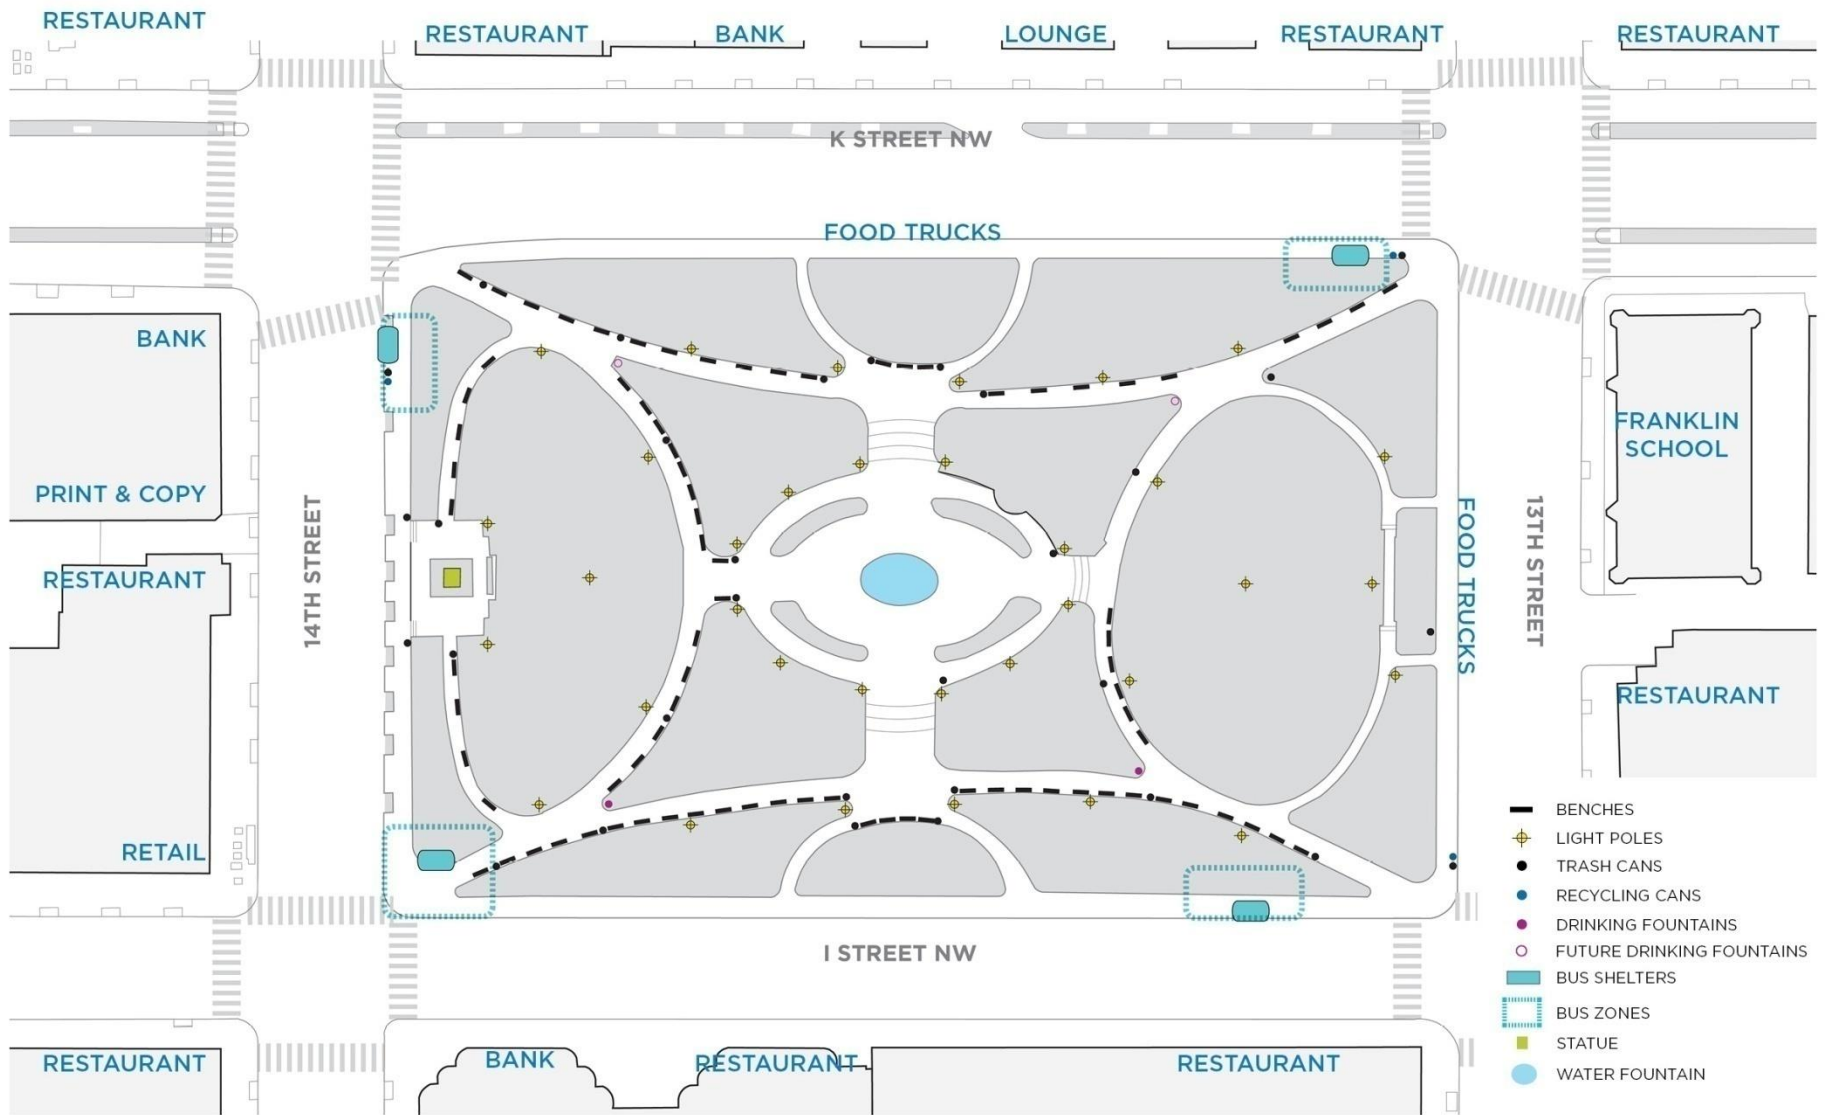 RESTAURANT
RESTAURANT
BANK
LOUNGE
RESTAURANT
RESTAURANT
K STREET NW
FOOD TRUCKS
BANK
PRINT & COPY
RESTAURANT
RETAIL
14TH STREET
FOOD TRUCKS
13TH STREET
FRANKLIN
SCHOOL
RESTAURANT
I STREET NW
RESTAURANT
BANK
RESTAURANT
RESTAURANT
BENCHES
LIGHT POLES
TRASH CANS
RECYCLING CANS
DRINKING FOUNTAINS
FUTURE DRINKING FOUNTAINS
BUS SHELTERS
BUS ZONES
STATUE
WATER FOUNTAIN